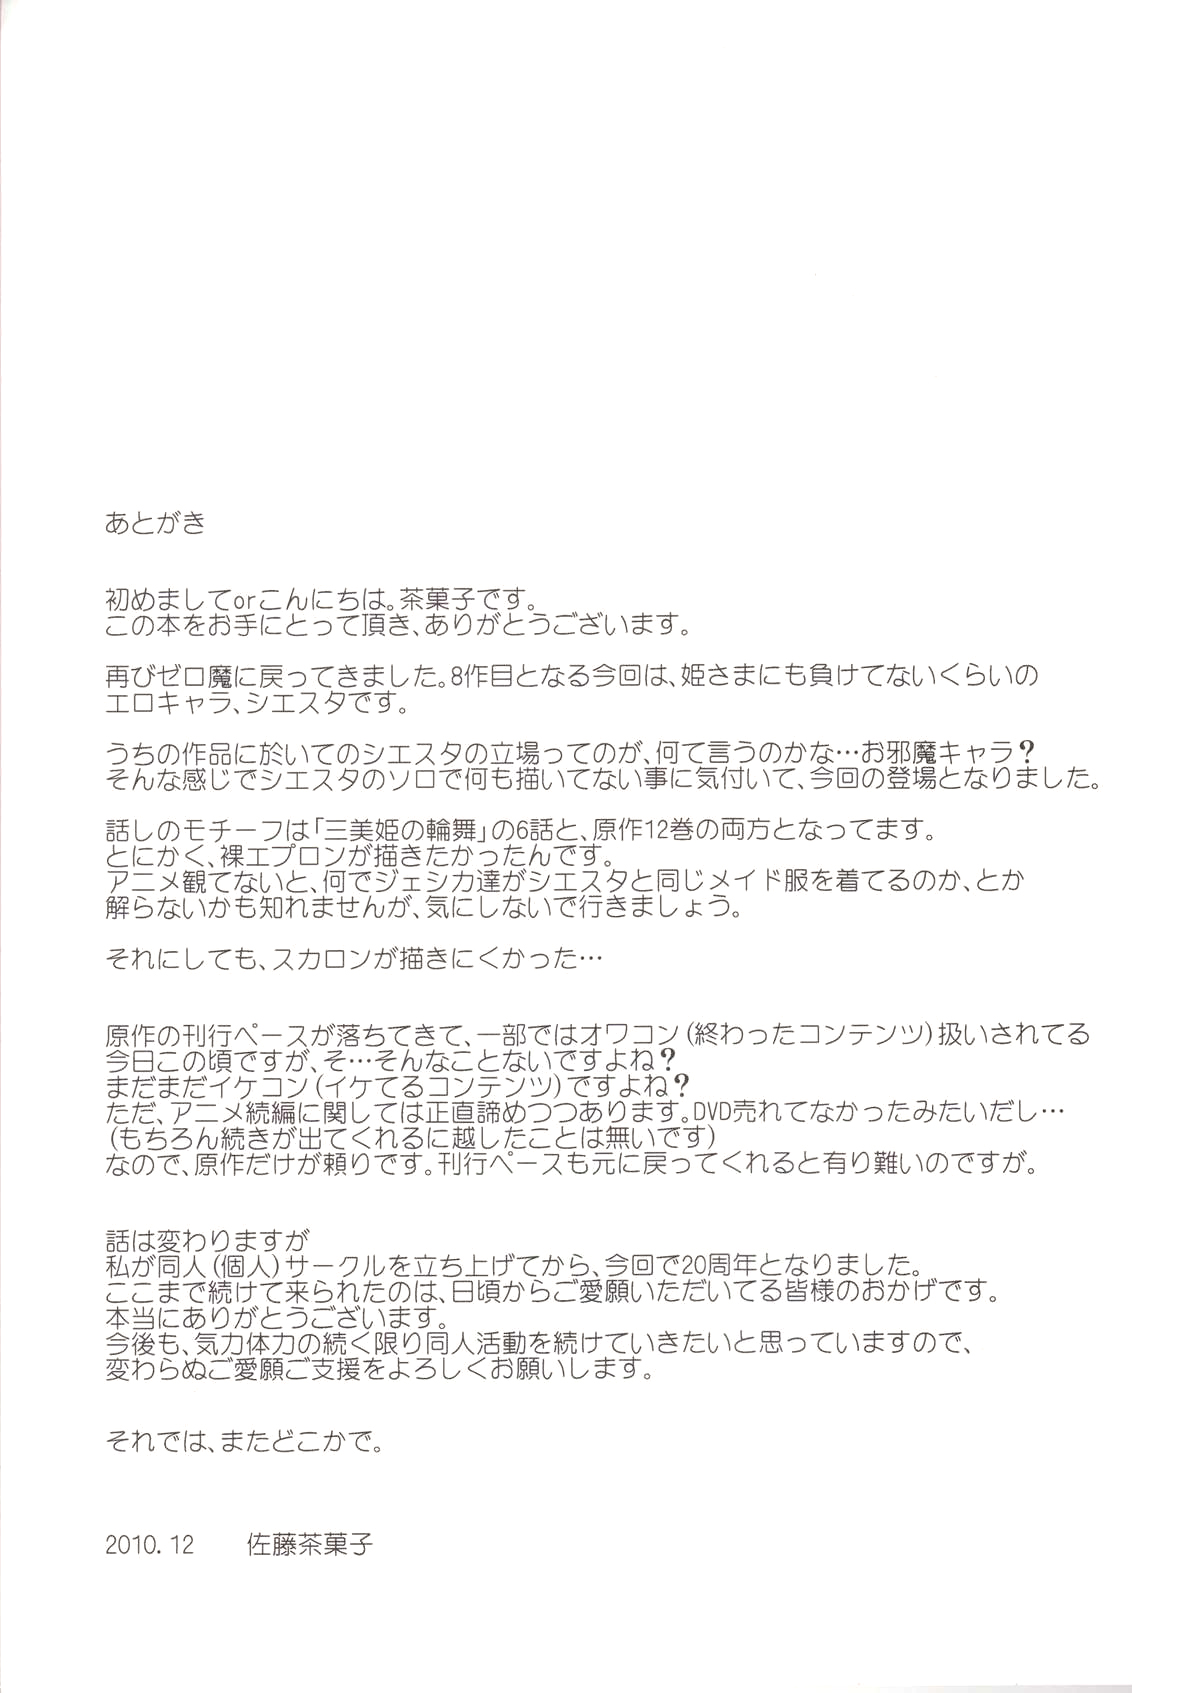 あとがき
初めましてorこんにちは。茶菓子です。
この本をお手にとって頂き、ありがとうございます。
再びゼロ魔に戻ってきました。8作目となる今回は、姫さまにも負けてないくらいの
エロキャラ、シエスタです。
うちの作品に於いてのシエスタの立場ってのが、何て言うのかな…お邪魔キャラ?
そんな感じでシエスタのソロで何も描いてない事に気付いて、今回の登場となりました。
話しのモチーフは「三美姫の輪舞」の6話と、原作12巻の両方となってます。
とにかく、裸エプロンが描きたかったんです。
アニメ観てないと、何でジェシカ達がシエスタと同じメイド服を着てるのか、とか
解らないかも知れませんが、気にしないで行きましょう。
それにしても、スカロンが描きにくかった…
原作の刊行ペースが落ちてきて、一部ではオワコン(終わったコンテンツ)扱いされてる
今日この頃ですが、そ…そんなことないですよね?
まだまだイケコン(イケてるコンテンツ)ですよね?
ただ、アニメ続編に関しては正直諦めつつあります。DVD売れてなかったみたいだし…
(もちろん続きが出てくれるに越したことは無いです)
なので、原作だけが頼りです。刊行ペースも元に戻ってくれると有り難いのですが。
話は変わりますが
私が同人(個人)サークルを立ち上げてから、今回で20周年となりました。
ここまで続けて来られたのは、日頃からご愛願いただいてる皆様のおかげです。
本当にありがとうございます。
今後も、気力体力の続く限り同人活動を続けていきたいと思っていますので、
変わらぬご愛願ご支援をよろしくお願いします。
それでは、またどこかで。
2010.12 佐藤茶菓子